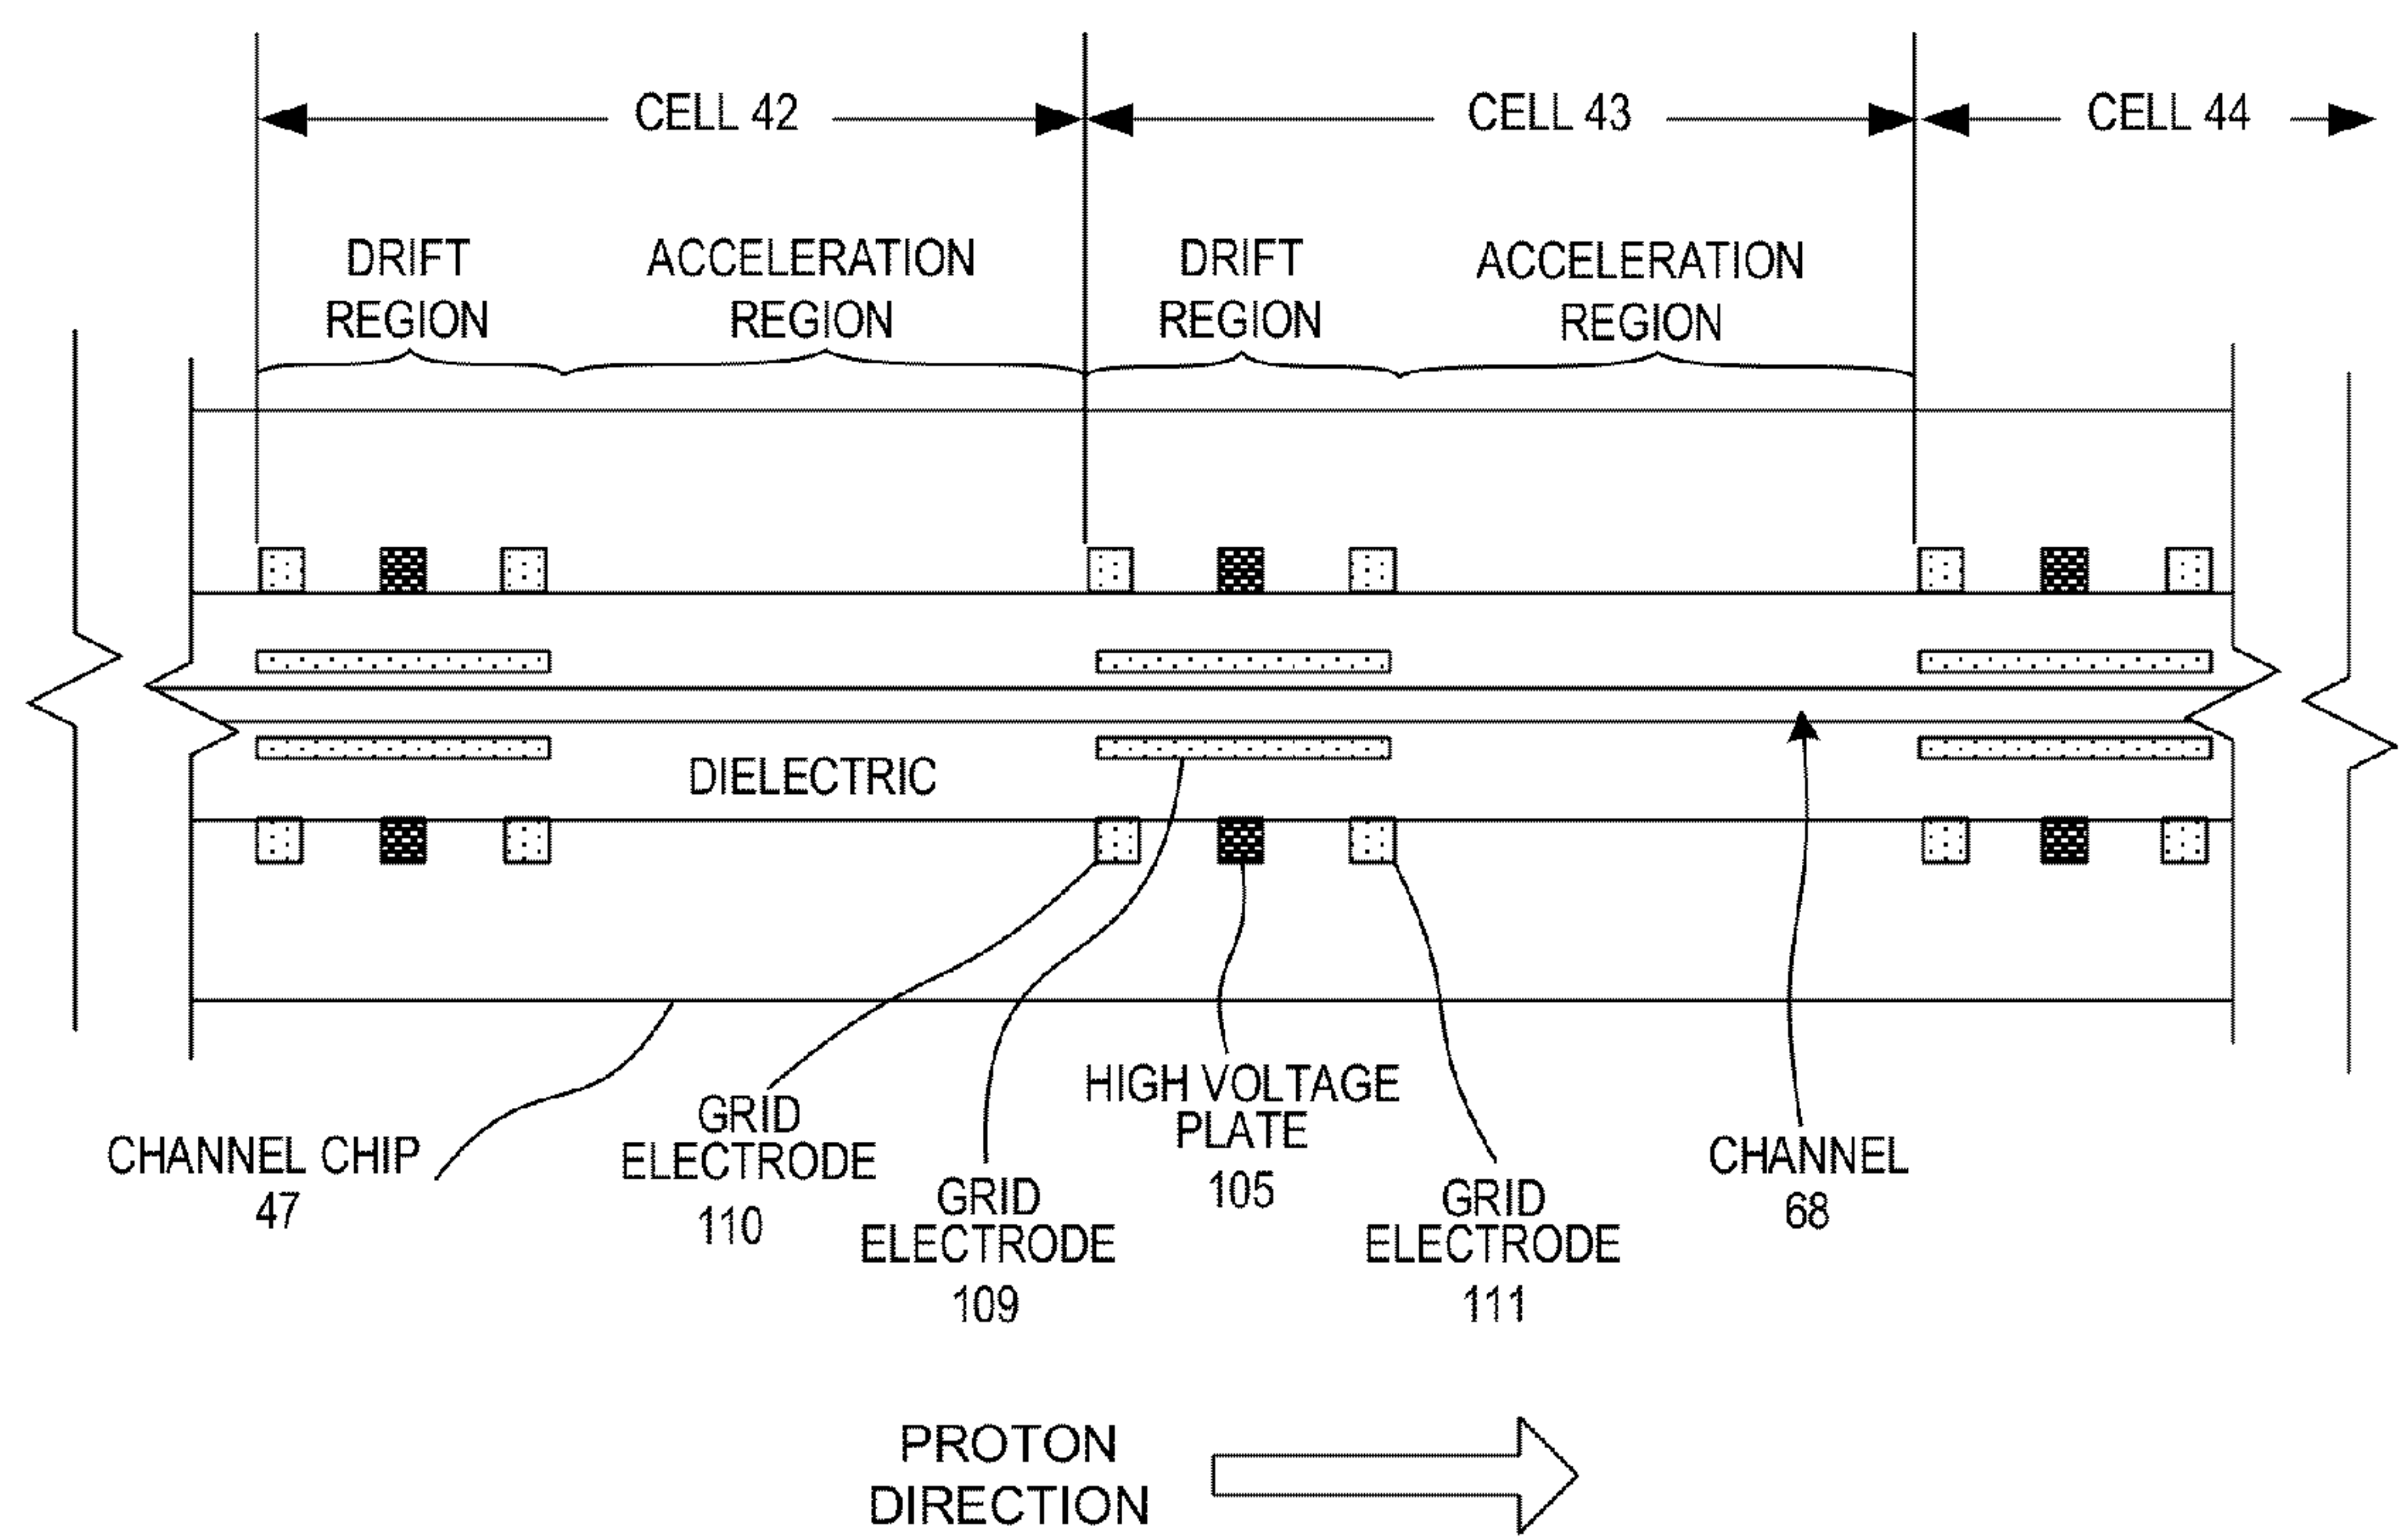 CELL 42
CELL 43
CELL 44
DRIFT
REGION
ACCELERATION
REGION
DRIFT
REGION
ACCELERATION
REGION
DIELECTRIC
CHANNEL CHIP
47
GRID
ELECTRODE
110
GRID
ELECTRODE
109
HIGH VOLTAGE
PLATE
105
GRID
ELECTRODE
111
CHANNEL
68
PROTON
DIRECTION